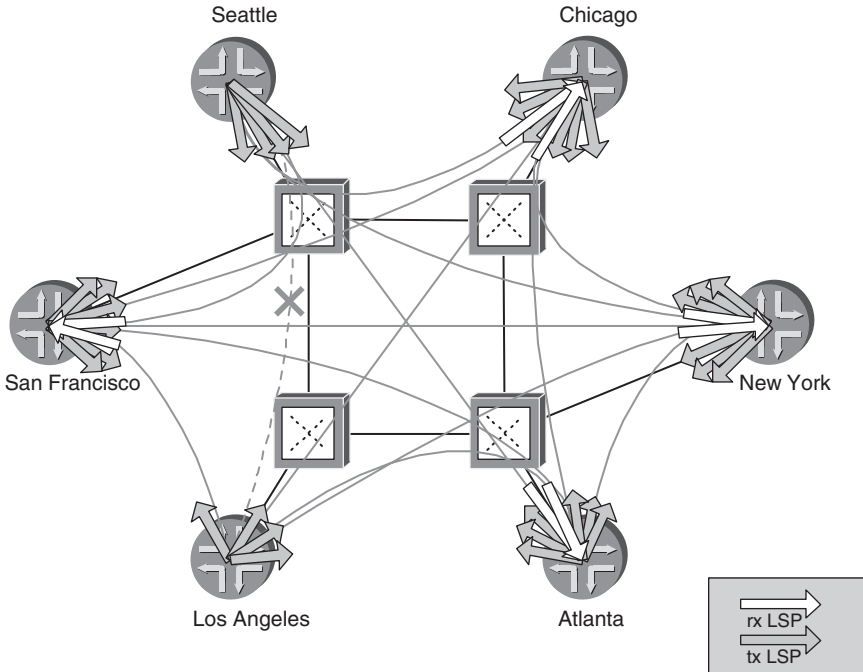 Seattle
Chicago
San Francisco
New York
Los Angeles
Atlanta
rx LSP
tx LSP